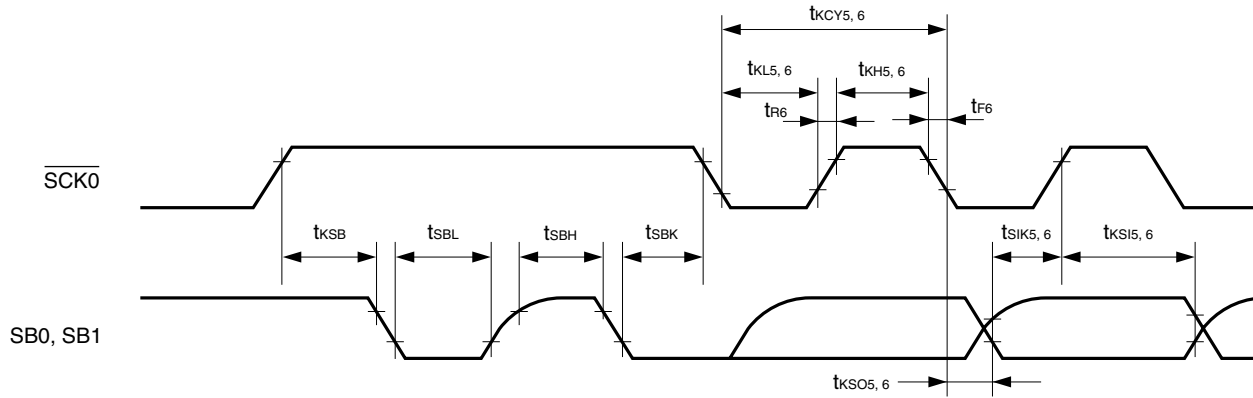 tKCY5, 6
tKL5, 6 tKH5, 6
tR6 tF6
SCK0
tKSB tSBL tSBH tSBK tSIK5, 6 tKSI5, 6
SB0, SB1
tKSO5, 6